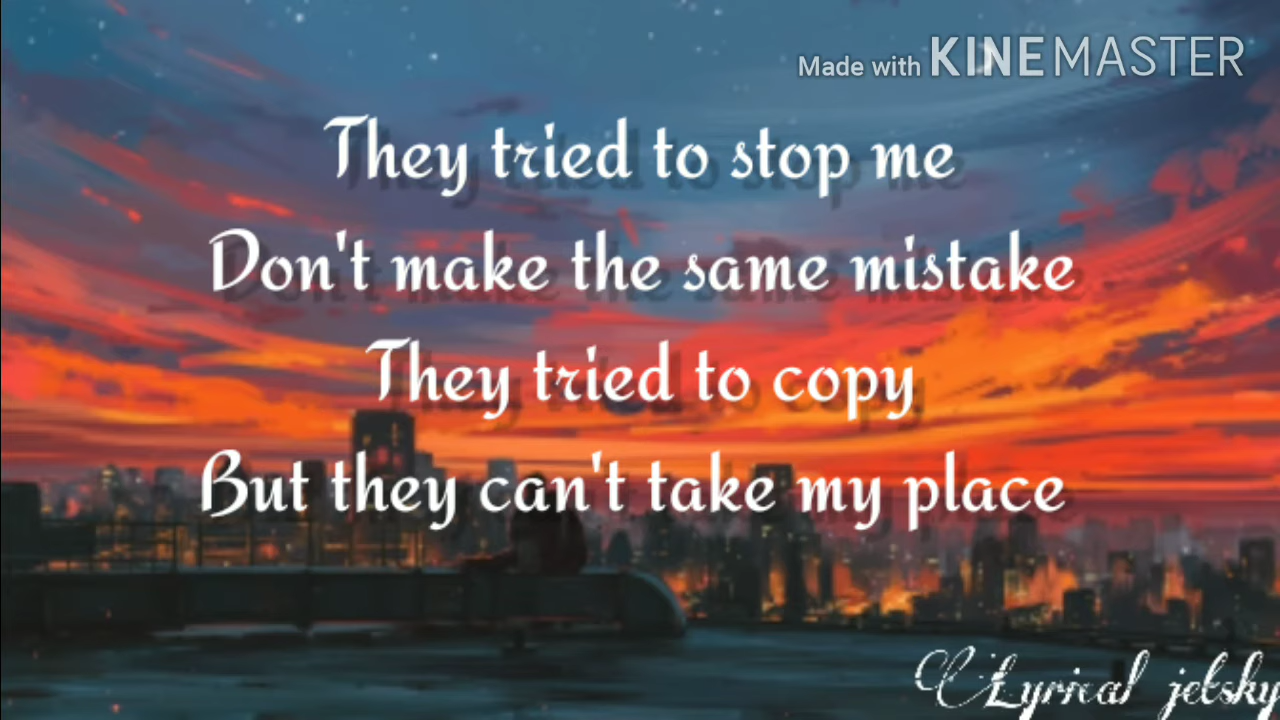 Made with KINEMASTER
They tried to stop me
Don't make the same mistake
They tried to copy
But they can't take my place
Lyrical jetsky